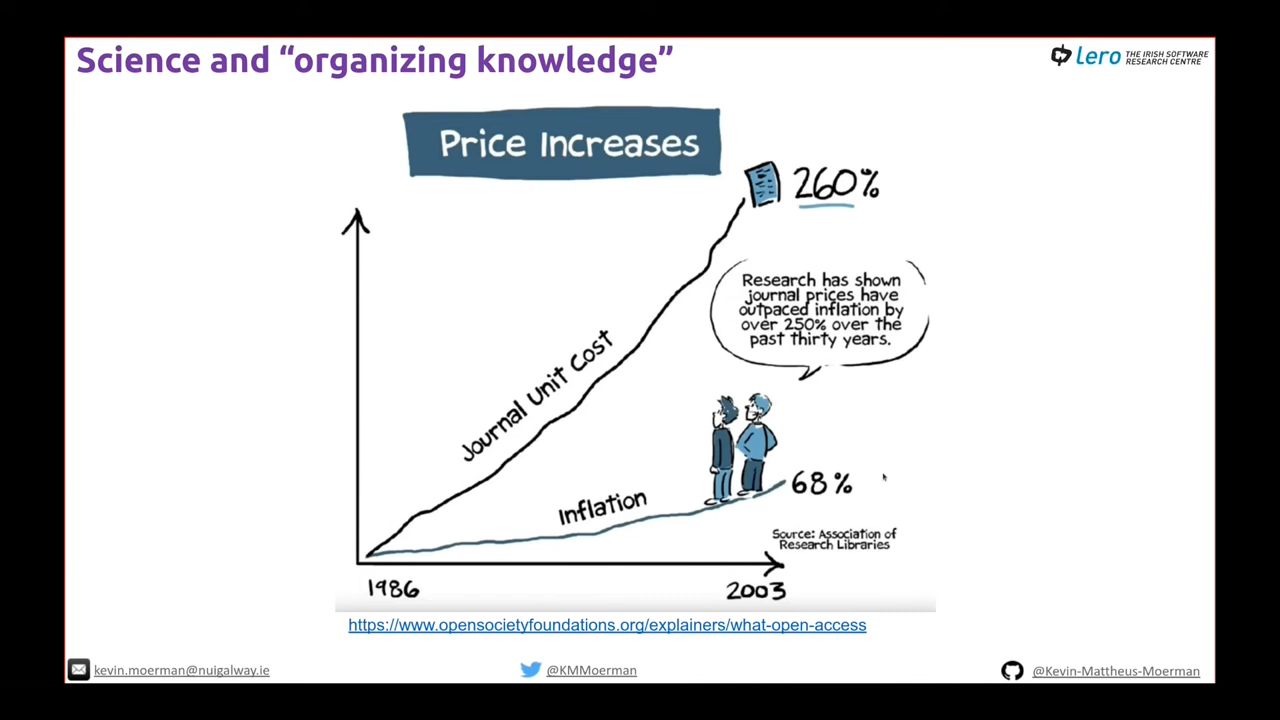 Science and “organizing knowledge”
lero THE IRISH SOFTWARE
RESEARCH CENTRE
Price Increases
260%
Research has shown
journal prices have
outpaced inflation by
over 250% over the
past thirty years.
Journal Unit Cost
Inflation
68%
Source: Association of
Research Libraries
1986
2003
https://www.opensocietyfoundations.org/explainers/what-open-access
kevin.moerman@nuigalway.ie
@KMMoerman
@Kevin-Mattheus-Moerman